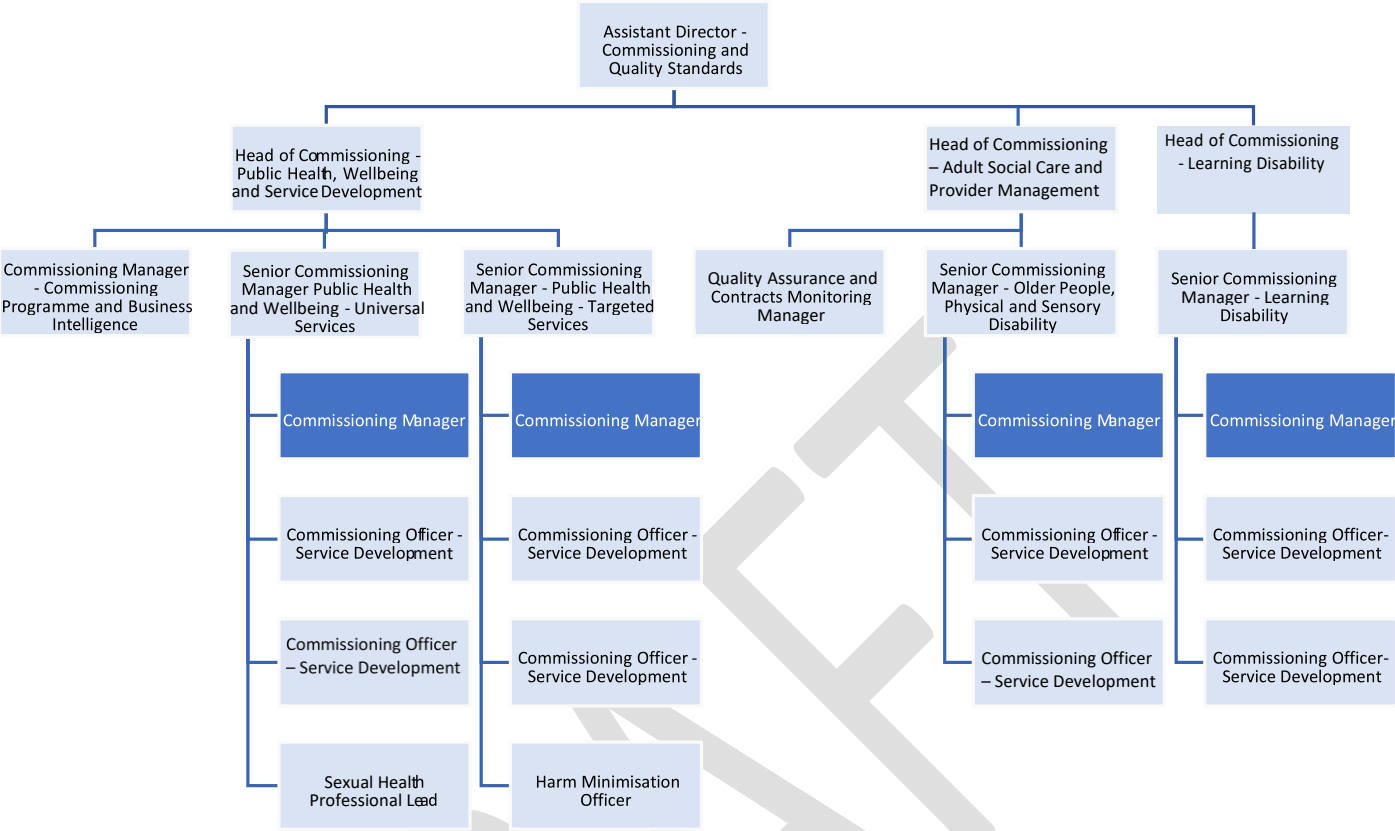 Assistant Director -
Commissioning and
Quality Standards
Head of Commissioning -
Public Health, Wellbeing
and Service Development
Head of Commissioning
– Adult Social Care and
Provider Management
Head of Commissioning
- Learning Disability
Commissioning Manager
- Commissioning
Programme and Business
Intelligence
Senior Commissioning
Manager Public Health
and Wellbeing - Universal
Services
Senior Commissioning
Manager - Public Health
and Wellbeing - Targeted
Services
Quality Assurance and
Contracts Monitoring
Manager
Senior Commissioning
Manager - Older People,
Physical and Sensory
Disability
Senior Commissioning
Manager - Learning
Disability
Commissioning Manager
Commissioning Manager
Commissioning Manager
Commissioning Manager
Commissioning Officer -
Service Development
Commissioning Officer -
Service Development
Commissioning Officer -
Service Development
Commissioning Officer-
Service Development
Commissioning Officer
– Service Development
Commissioning Officer -
Service Development
Commissioning Officer
– Service Development
Commissioning Officer-
Service Development
Sexual Health
Professional Lead
Harm Minimisation
Officer